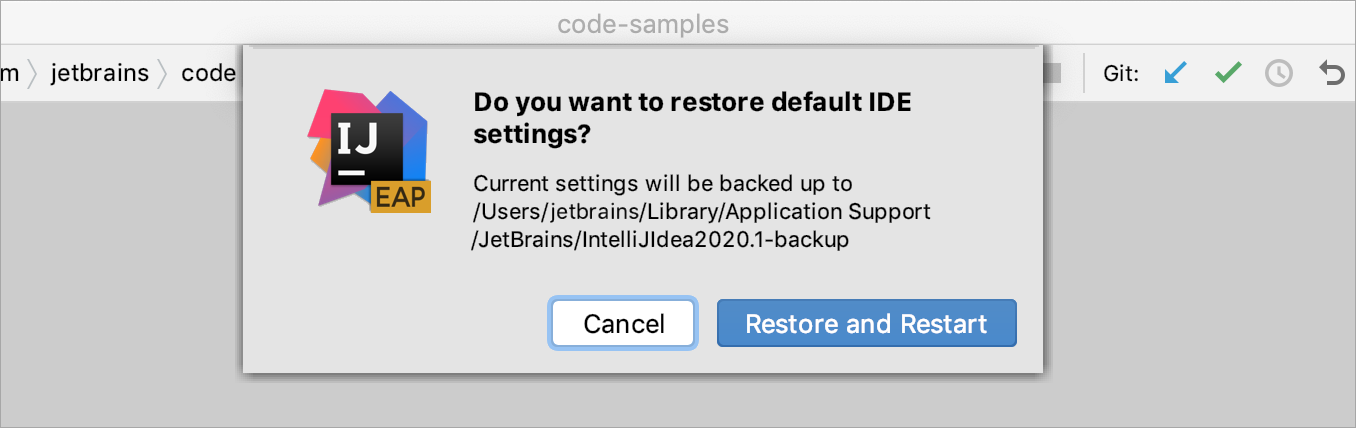 code-samples
m jetbrains code Git:
IJ
EAP
Do you want to restore default IDE
settings?
Current settings will be backed up to
/Users/jetbrains/Library/Application Support
/JetBrains/IntelliJIdea2020.1-backup
Cancel Restore and Restart